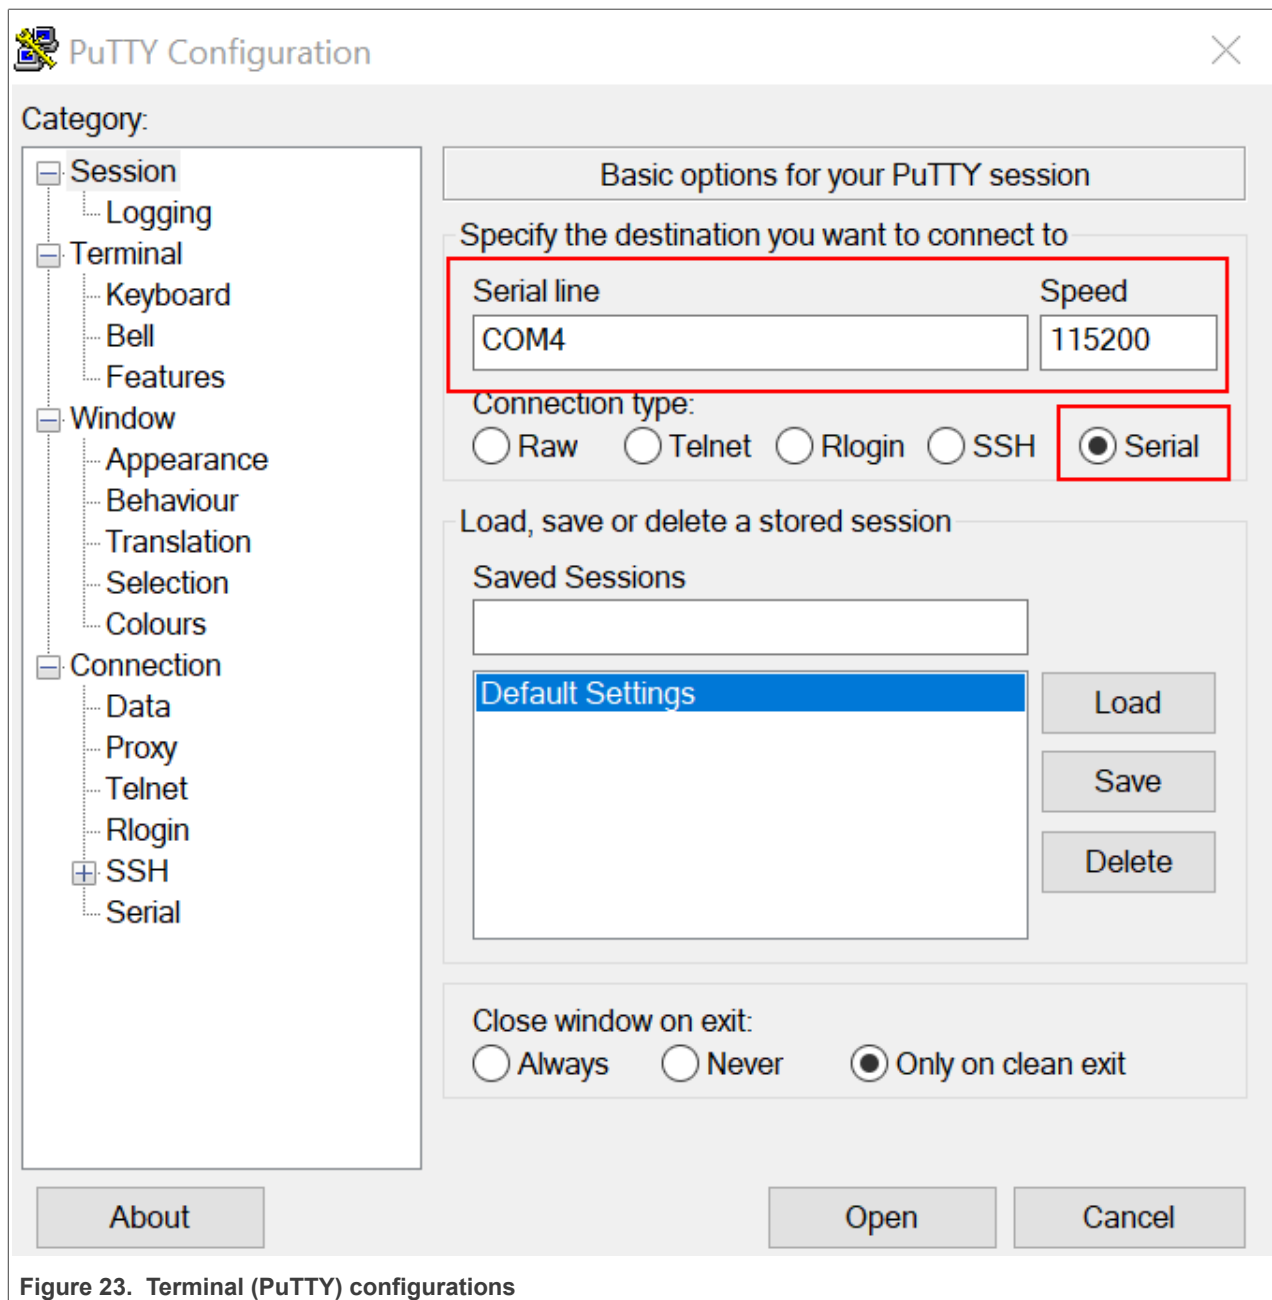 PuTTY Configuration
Category:
Session
Logging
Terminal
Keyboard
Bell
Features
Window
Appearance
Behaviour
Translation
Selection
Colours
Connection
Data
Proxy
Telnet
Rlogin
SSH
Serial
Basic options for your PuTTY session
Specify the destination you want to connect to
Serial line Speed
COM4 115200
Connection type:
Raw Telnet Rlogin SSH Serial
Load, save or delete a stored session
Saved Sessions
Default Settings
Load
Save
Delete
Close window on exit:
Always Never Only on clean exit
About Open Cancel
Figure 23. Terminal (PuTTY) configurations